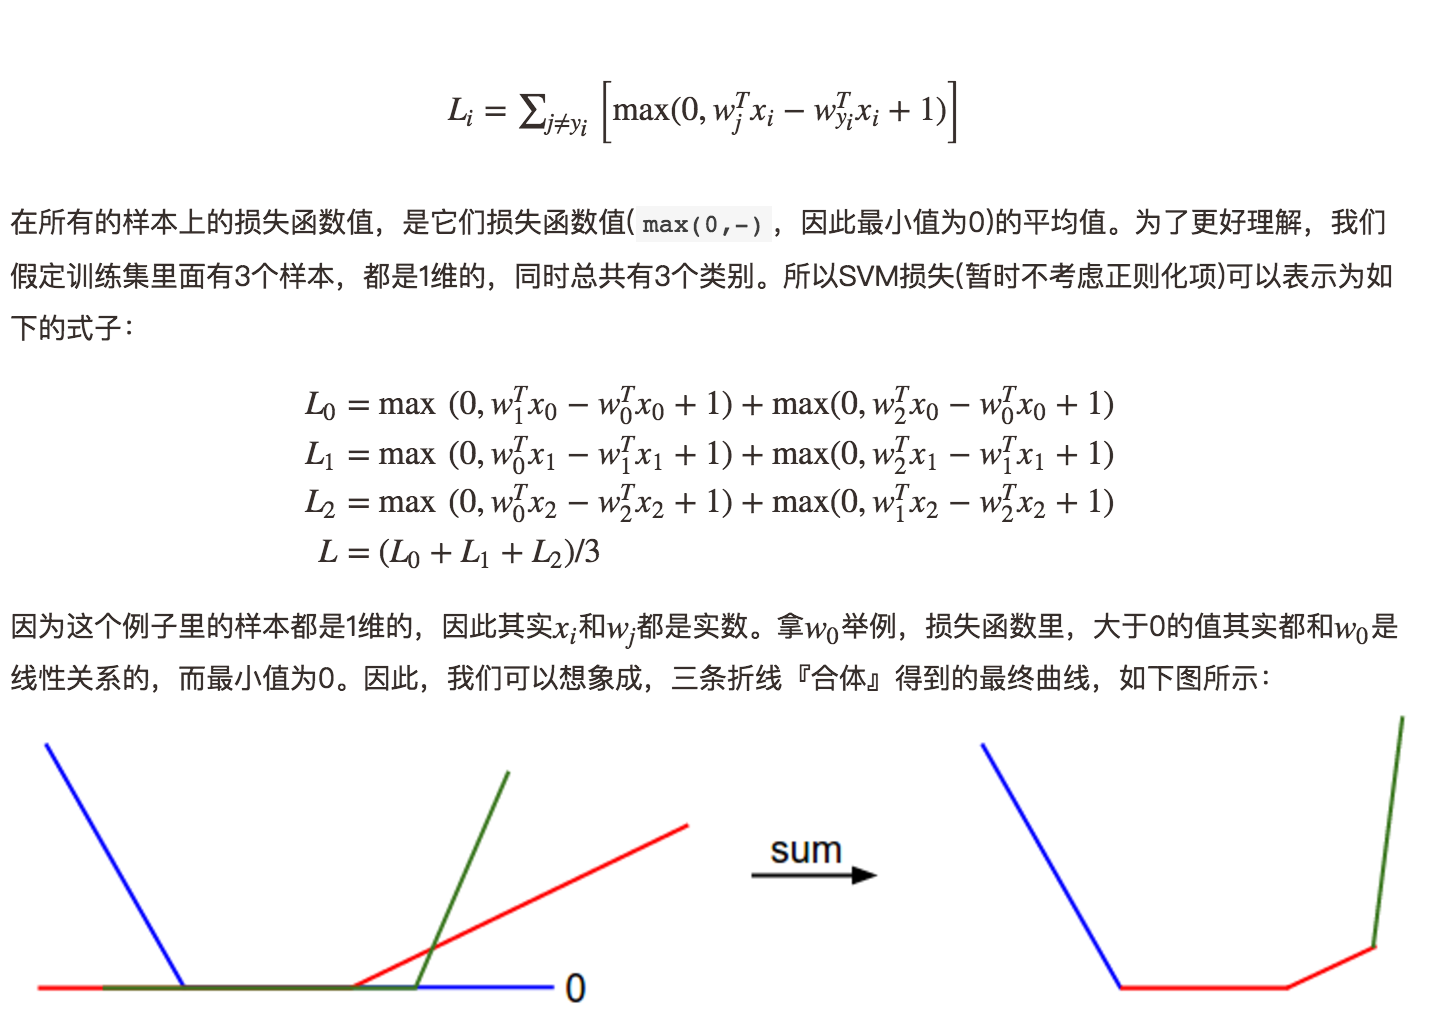 L_i = ∑_{j≠y_i} [max(0, w_j^T x_i − w_{y_i}^T x_i + 1)]
在所有的样本上的损失函数值，是它们损失函数值(max(0,-)，因此最小值为0)的平均值。为了更好理解，我们
假定训练集里面有3个样本，都是1维的，同时总共有3个类别。所以SVM损失(暂时不考虑正则化项)可以表示为如
下的式子：
L_0 = max (0, w_1^T x_0 − w_0^T x_0 + 1) + max(0, w_2^T x_0 − w_0^T x_0 + 1)
L_1 = max (0, w_0^T x_1 − w_1^T x_1 + 1) + max(0, w_2^T x_1 − w_1^T x_1 + 1)
L_2 = max (0, w_0^T x_2 − w_2^T x_2 + 1) + max(0, w_1^T x_2 − w_2^T x_2 + 1)
L = (L_0 + L_1 + L_2)/3
因为这个例子里的样本都是1维的，因此其实x_i和w_j都是实数。拿w_0举例，损失函数里，大于0的值其实都和w_0是
线性关系的，而最小值为0。因此，我们可以想象成，三条折线『合体』得到的最终曲线，如下图所示：
sum
0